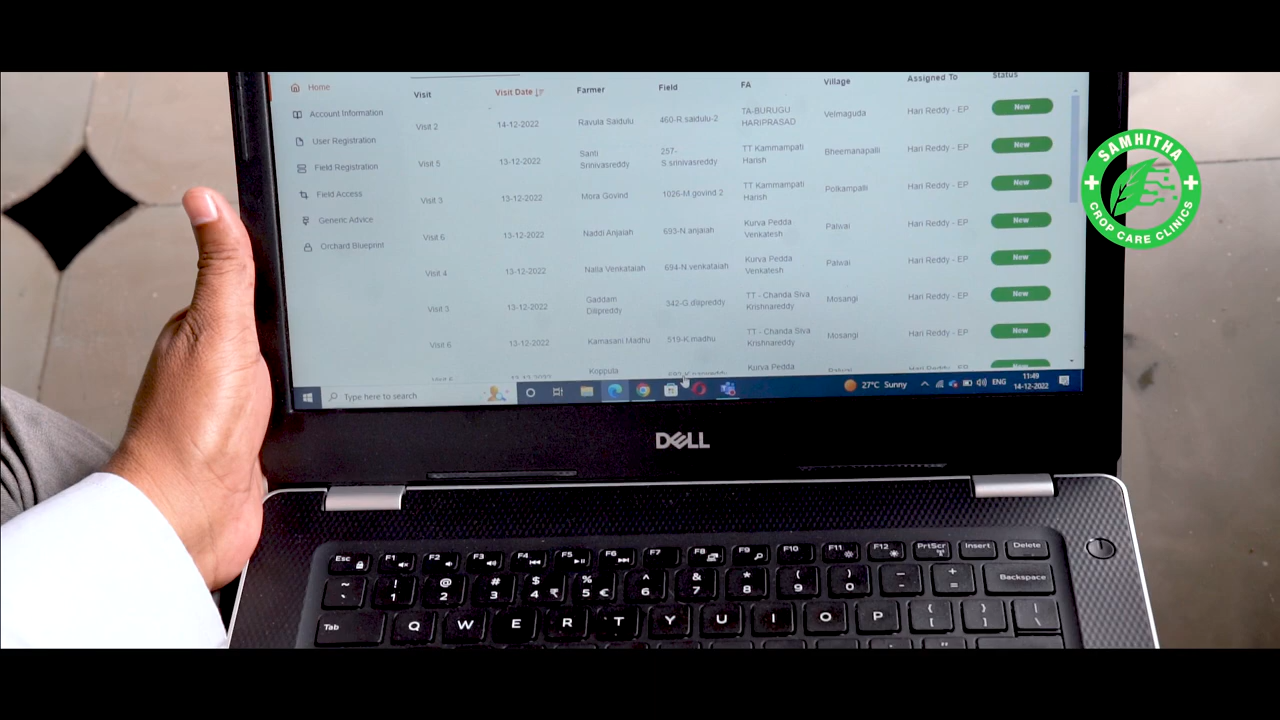 Home
Account Information
User Registration
Field Registration
Field Access
Generic Advice
Orchard Blueprint
Visit Visit Date Farmer Field FA Village Assigned To Status
Visit 2 14-12-2022 Ravula Saidulu 460-R.saidulu-2 TA-BURUGU HARIPRASAD Velmaguda Hari Reddy - EP New
Visit 5 13-12-2022 Santi Srinivasreddy 257-S.srinivasreddy TT Kammampati Harish Bheemanapalli Hari Reddy - EP New
Visit 3 13-12-2022 Mora Govind 1026-M.govind 2 TT Kammampati Harish Polkampalli Hari Reddy - EP New
Visit 6 13-12-2022 Naddi Anjaiah 693-N anjaiah Kurva Pedda Venkatesh Palwai Hari Reddy - EP New
Visit 4 13-12-2022 Nalla Venkataiah 694-N venkataiah Kurva Pedda Venkatesh Palwai Hari Reddy - EP New
Visit 3 13-12-2022 Gaddam Dilipreddy 342-G.dilipreddy TT - Chanda Siva Krishnareddy Mosangi Hari Reddy - EP New
Visit 6 13-12-2022 Kamasani Madhu 519-K.madhu TT - Chanda Siva Krishnareddy Mosangi Hari Reddy - EP New
Koppula Kurva Pedda
Type here to search 27°C Sunny ENG 11:49
14-12-2022
SAMHITHA
CROP CARE CLINICS
DELL
Esc F1 F2 F3 F4 F5 F6 F7 F8 F9 F10 F11 F12 PrtScr Insert Delete
~ ` ! 1 @ 2 # 3 $ 4 ₹ % 5 € ^ 6 & 7 * 8 ( 9 ) 0 _ - + = Backspace
Tab Q W E R T Y U I O P { [ } ] | \